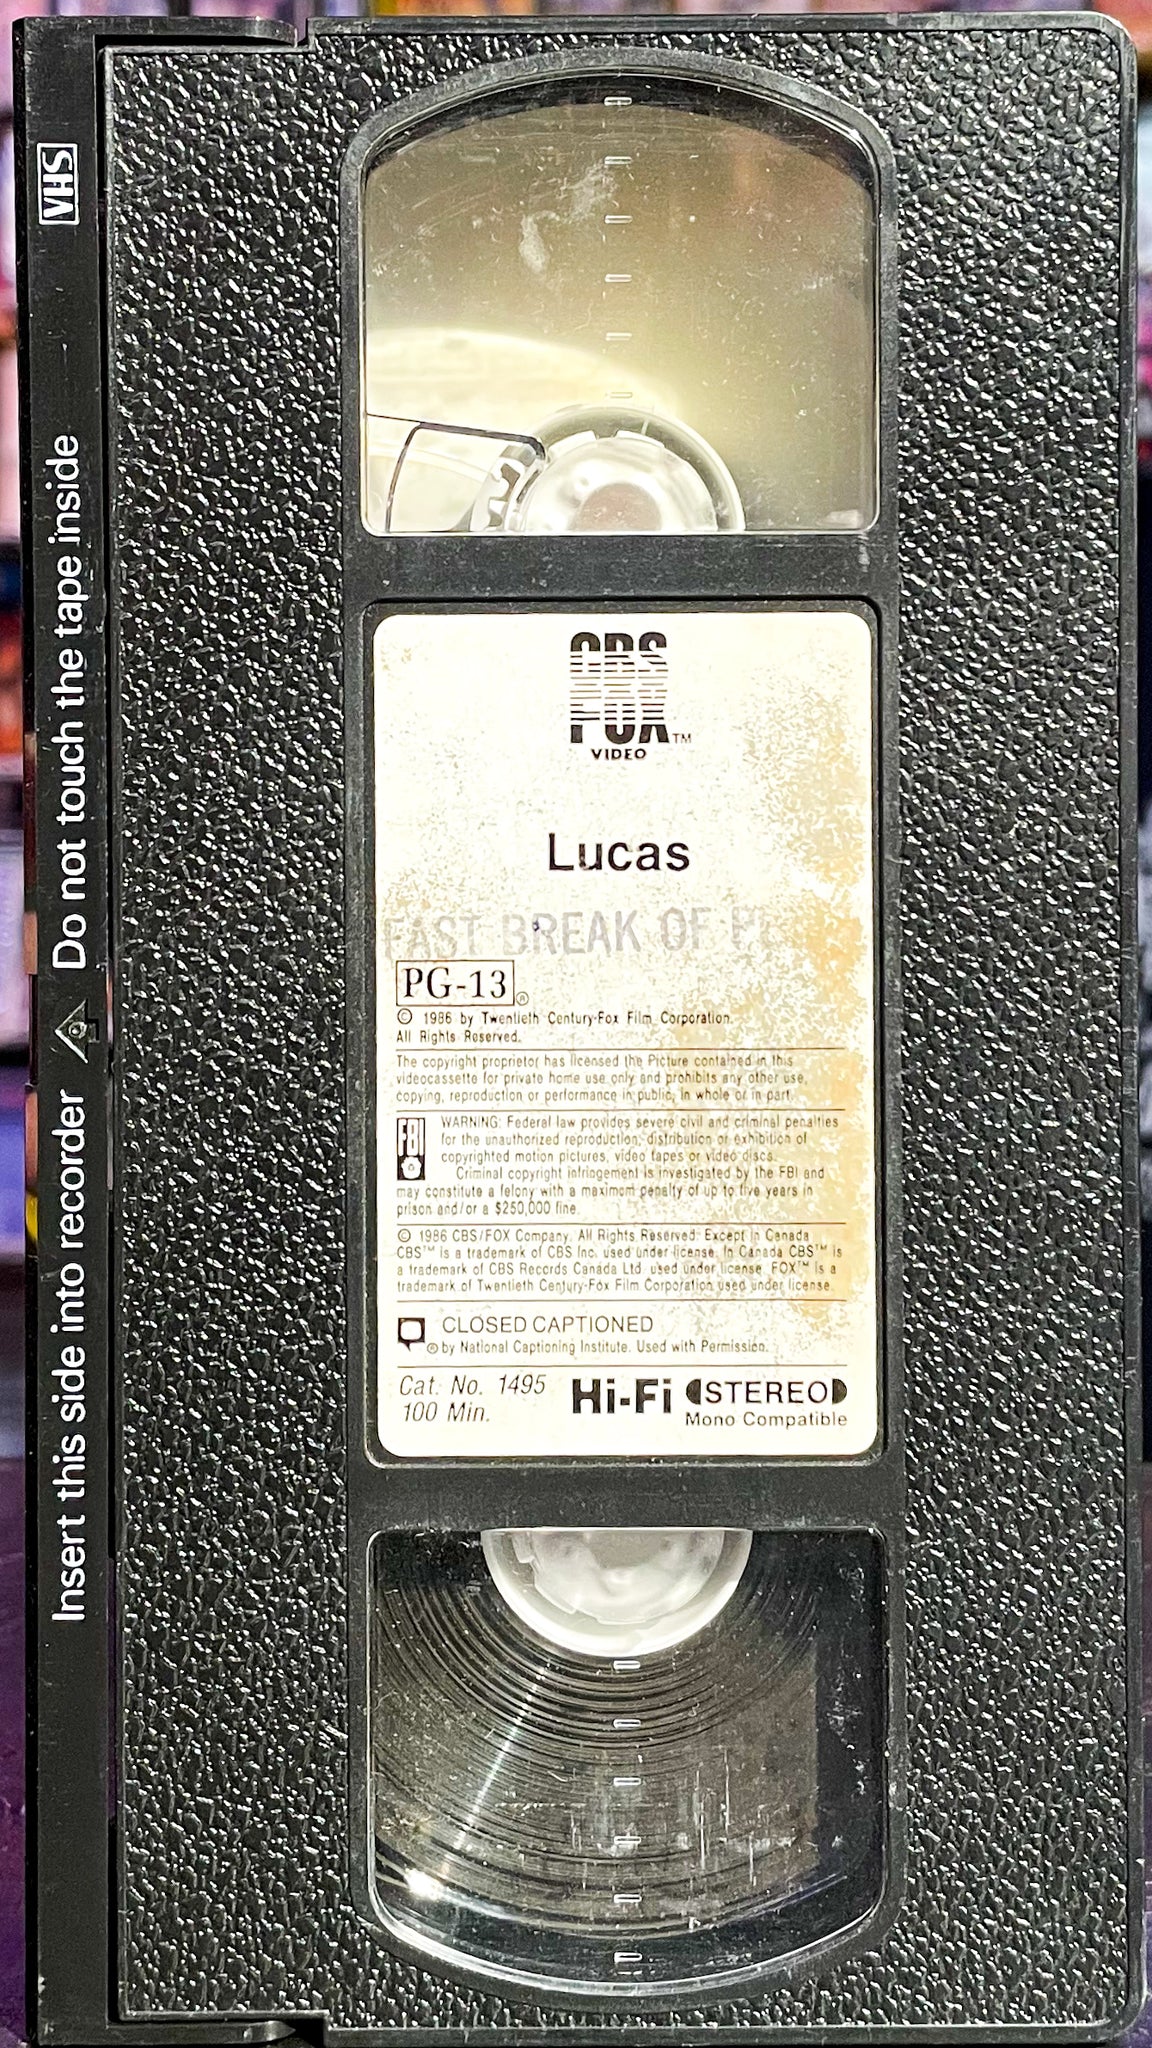 VHS
Do not touch the tape inside
Insert this side into recorder
CBS
FOX™
VIDEO
Lucas
FAST BREAK OF
PG-13®
© 1986 by Twentieth Century-Fox Film Corporation.
All Rights Reserved.
The copyright proprietor has licensed the Picture contained in this
videocassette for private home use only and prohibits any other use,
copying, reproduction or performance in public, in whole or in part.
FBI
WARNING: Federal law provides severe civil and criminal penalties
for the unauthorized reproduction, distribution or exhibition of
copyrighted motion pictures, video tapes or video discs.
Criminal copyright infringement is investigated by the FBI and
may constitute a felony with a maximum penalty of up to five years in
prison and/or a $250,000 fine.
© 1986 CBS/FOX Company. All Rights Reserved. Except in Canada
CBS™ is a trademark of CBS Inc. used under license. In Canada CBS™ is
a trademark of CBS Records Canada Ltd. used under license. FOX™ is a
trademark of Twentieth Century-Fox Film Corporation used under license.
CLOSED CAPTIONED
® by National Captioning Institute. Used with Permission.
Cat. No. 1495
100 Min.
Hi-Fi STEREO
Mono Compatible